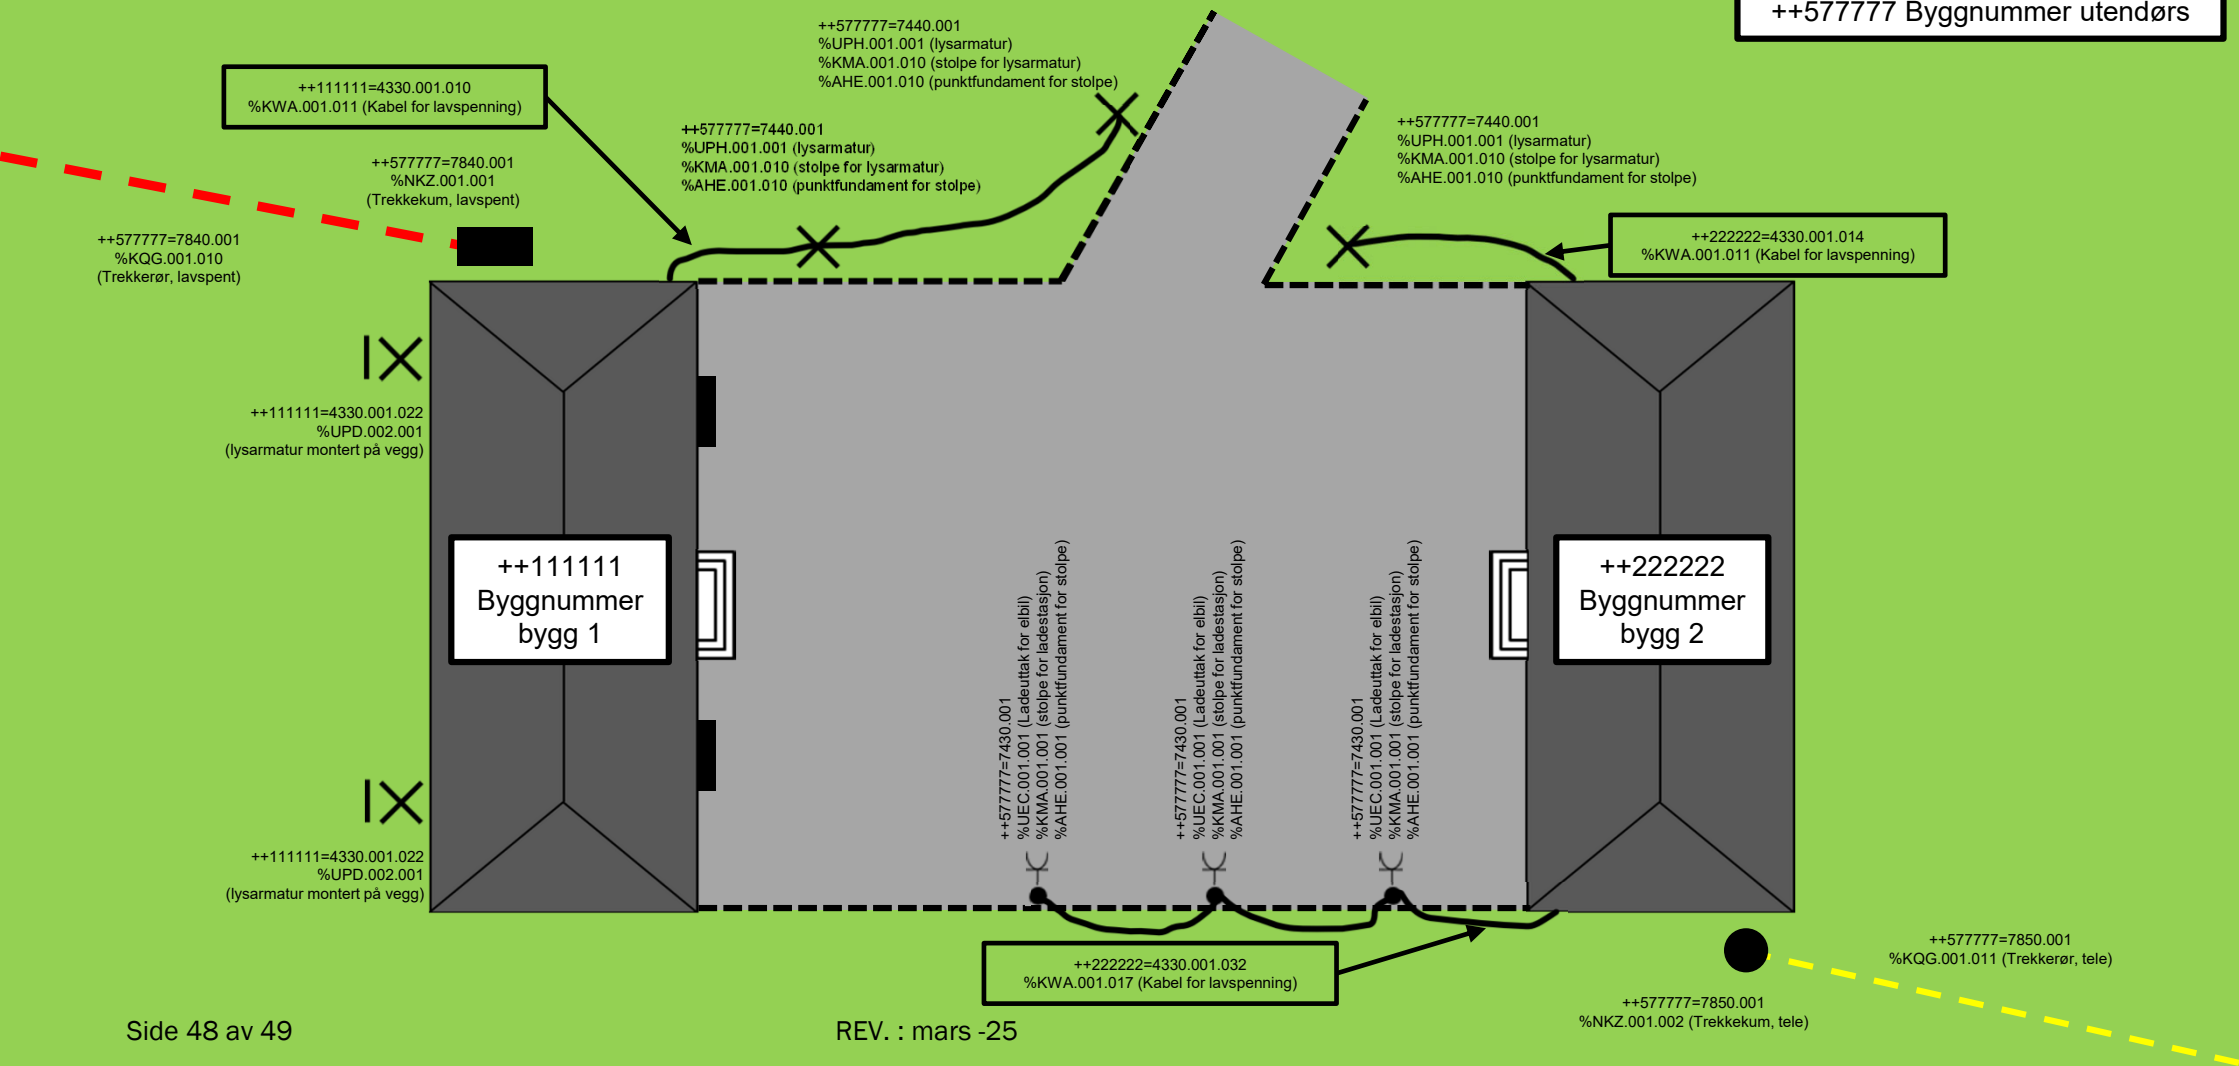 ++577777 Byggnummer utendørs
++577777=7440.001
%UPH.001.001 (lysarmatur)
%KMA.001.010 (stolpe for lysarmatur)
%AHE.001.010 (punktfundament for stolpe)
++111111=4330.001.010
%KWA.001.011 (Kabel for lavspenning)
++577777=7440.001
%UPH.001.001 (lysarmatur)
%KMA.001.010 (stolpe for lysarmatur)
%AHE.001.010 (punktfundament for stolpe)
++577777=7440.001
%UPH.001.001 (lysarmatur)
%KMA.001.010 (stolpe for lysarmatur)
%AHE.001.010 (punktfundament for stolpe)
++577777=7840.001
%NKZ.001.001
(Trekkekum, lavspent)
++577777=7840.001
%KQG.001.010
(Trekkerør, lavspent)
++222222=4330.001.014
%KWA.001.011 (Kabel for lavspenning)
++111111=4330.001.022
%UPD.002.001
(lysarmatur montert på vegg)
++111111
Byggnummer
bygg 1
++222222
Byggnummer
bygg 2
++577777=7430.001
%UEC.001.001 (Ladeuttak for elbil)
%KMA.001.001 (stolpe for ladestasjon)
%AHE.001.001 (punktfundament for stolpe)
++577777=7430.001
%UEC.001.001 (Ladeuttak for elbil)
%KMA.001.001 (stolpe for ladestasjon)
%AHE.001.001 (punktfundament for stolpe)
++577777=7430.001
%UEC.001.001 (Ladeuttak for elbil)
%KMA.001.001 (stolpe for ladestasjon)
%AHE.001.001 (punktfundament for stolpe)
++111111=4330.001.022
%UPD.002.001
(lysarmatur montert på vegg)
++222222=4330.001.032
%KWA.001.017 (Kabel for lavspenning)
++577777=7850.001
%KQG.001.011 (Trekkerør, tele)
++577777=7850.001
%NKZ.001.002 (Trekkekum, tele)
Side 48 av 49
REV. : mars -25